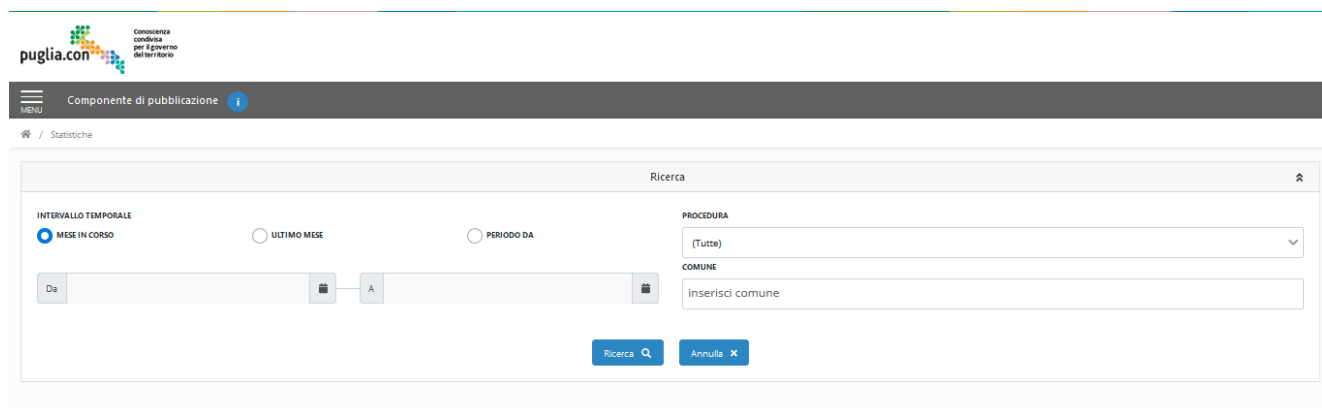 puglia.con
Conoscenza
condivisa
per il governo
del territorio
MENU
Componente di pubblicazione i
/ Statistiche
Ricerca
INTERVALLO TEMPORALE
MESE IN CORSO ULTIMO MESE PERIODO DA
Da A
PROCEDURA
(Tutte)
COMUNE
inserisci comune
Ricerca Annulla